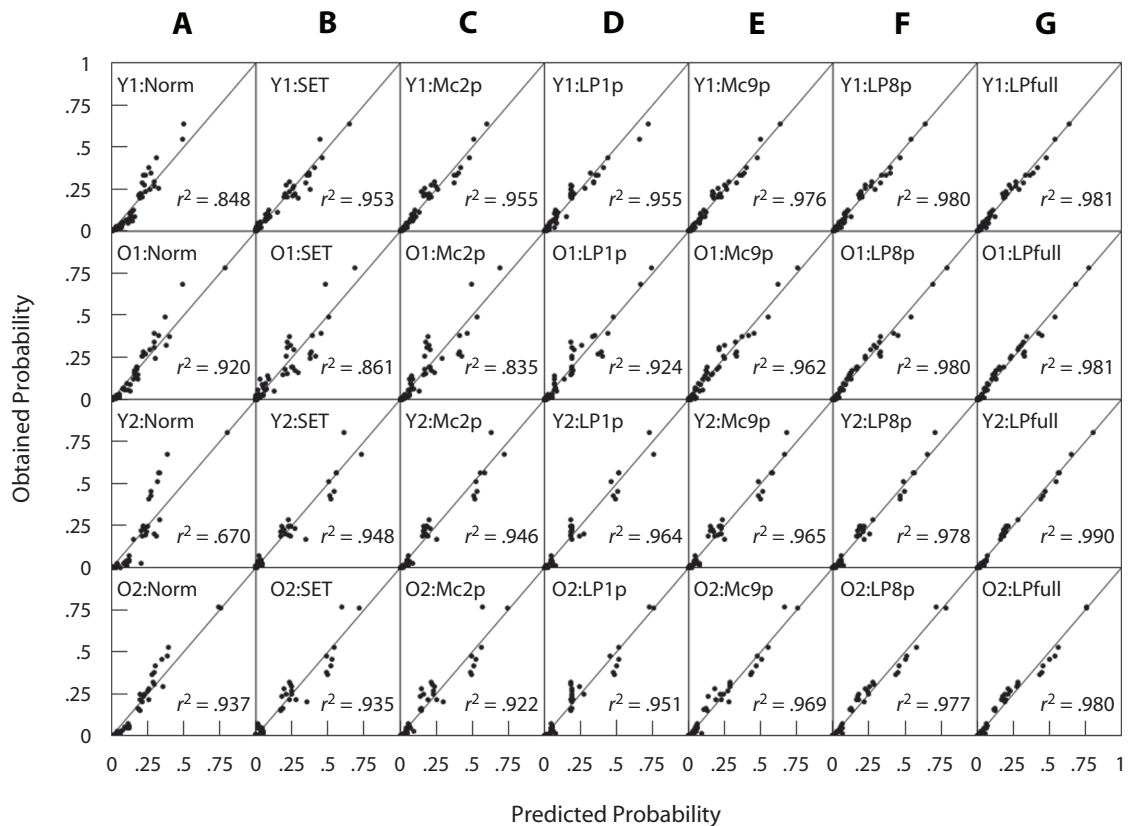 A B C D E F G
1
Y1:Norm Y1:SET Y1:Mc2p Y1:LP1p Y1:Mc9p Y1:LP8p Y1:LPfull
.75
.5
.25
r² = .848 r² = .953 r² = .955 r² = .955 r² = .976 r² = .980 r² = .981
0
O1:Norm O1:SET O1:Mc2p O1:LP1p O1:Mc9p O1:LP8p O1:LPfull
.75
.5
.25
r² = .920 r² = .861 r² = .835 r² = .924 r² = .962 r² = .980 r² = .981
0
Y2:Norm Y2:SET Y2:Mc2p Y2:LP1p Y2:Mc9p Y2:LP8p Y2:LPfull
.75
.5
.25
r² = .670 r² = .948 r² = .946 r² = .964 r² = .965 r² = .978 r² = .990
0
O2:Norm O2:SET O2:Mc2p O2:LP1p O2:Mc9p O2:LP8p O2:LPfull
.75
.5
.25
r² = .937 r² = .935 r² = .922 r² = .951 r² = .969 r² = .977 r² = .980
0
0 .25 .5 .75 0 .25 .5 .75 0 .25 .5 .75 0 .25 .5 .75 0 .25 .5 .75 0 .25 .5 .75 0 .25 .5 .75 1
Obtained Probability
Predicted Probability